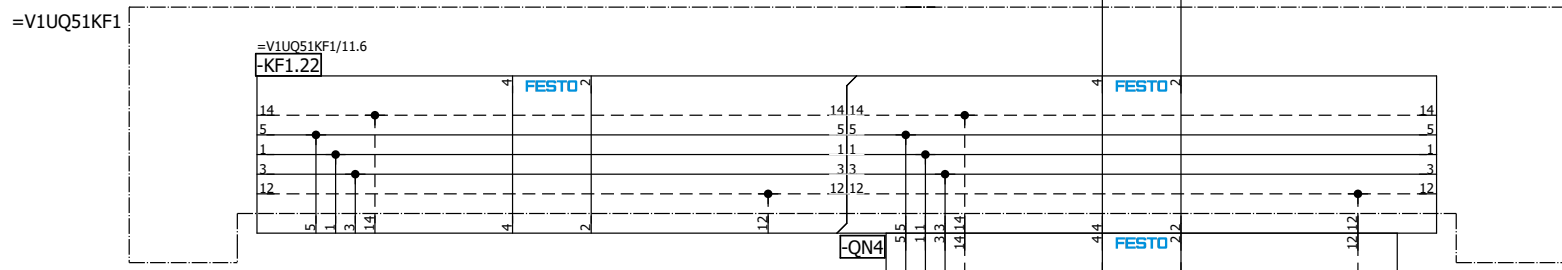 =V1UQ51KF1
=V1UQ51KF1/11.6
-KF1.22
4 FESTO 2 4 FESTO 2
14 14 14 14
5 5 5 5
1 1 1 1
3 3 3 3
12 12 12 12
5 1 3 14 4 2 12 5 1 3 14 4 2 12
-QN4 5 1 3 14 4 FESTO 2 12